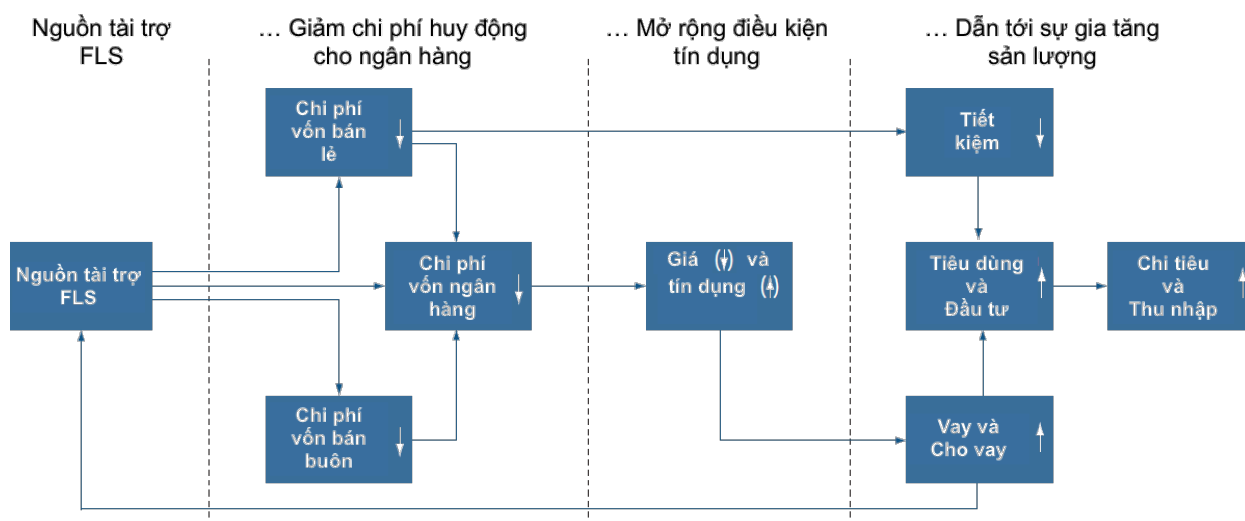 Nguồn tài trợ
FLS
… Giảm chi phí huy động
cho ngân hàng
… Mở rộng điều kiện
tín dụng
… Dẫn tới sự gia tăng
sản lượng
Chi phí
vốn bán
lẻ
Tiết
kiệm
Nguồn tài trợ
FLS
Chi phí
vốn ngân
hàng
Giá (↓) và
tín dụng (↑)
Tiêu dùng
và
Đầu tư
Chi tiêu
và
Thu nhập
Chi phí
vốn bán
buôn
Vay và
Cho vay